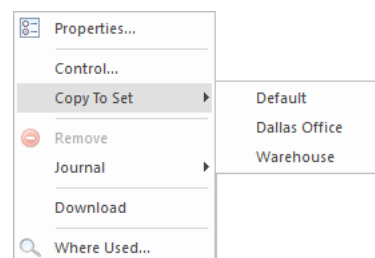 Properties...
Control...
Copy To Set
Default
Dallas Office
Warehouse
Remove
Journal
Download
Where Used...